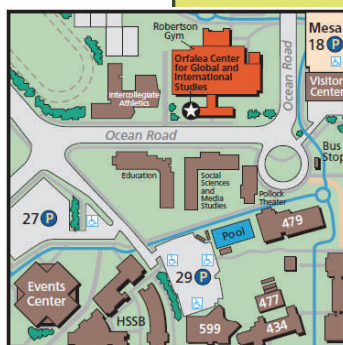 Robertson
Gym
Orfalea Center
for Global and
International
Studies
Mesa
18 P
Visitor
Center
Intercollegiate
Athletics
Ocean Road
Ocean Road
Bus
Stop
Education
Social
Sciences
and
Media
Studies
Pollock
Theater
27 P
Pool
479
29 P
Events
Center
HSSB
477
599
434